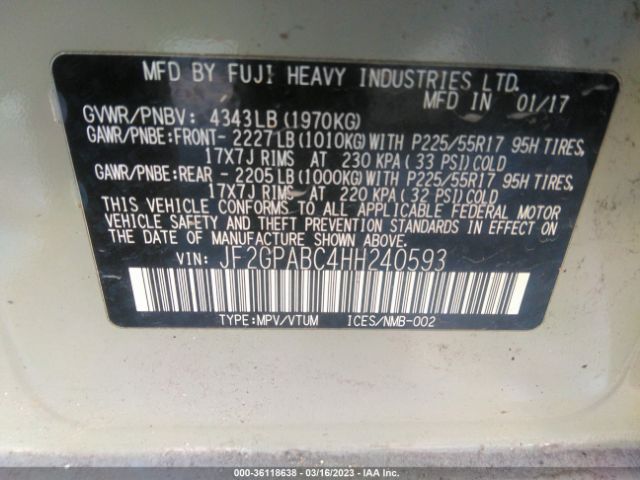 MFD BY FUJI HEAVY INDUSTRIES LTD.
MFD IN 01/17
GVWR/PNBV: 4343LB (1970KG)
GAWR/PNBE:FRONT- 2227LB(1010KG)WITH P225/55R17 95H TIRES,
17X7J RIMS AT 230 KPA ( 33 PSI) COLD
GAWR/PNBE:REAR - 2205LB(1000KG)WITH P225/55R17 95H TIRES,
17X7J RIMS AT 220 KPA ( 32 PSI) COLD
THIS VEHICLE CONFORMS TO ALL APPLICABLE FEDERAL MOTOR
VEHICLE SAFETY AND THEFT PREVENTION STANDARDS IN EFFECT ON
THE DATE OF MANUFACTURE SHOWN ABOVE.
VIN: JF2GPABC4HH240593
TYPE:MPV/VTUM ICES/NMB-002
000-36118638 - 03/16/2023 - IAA Inc.